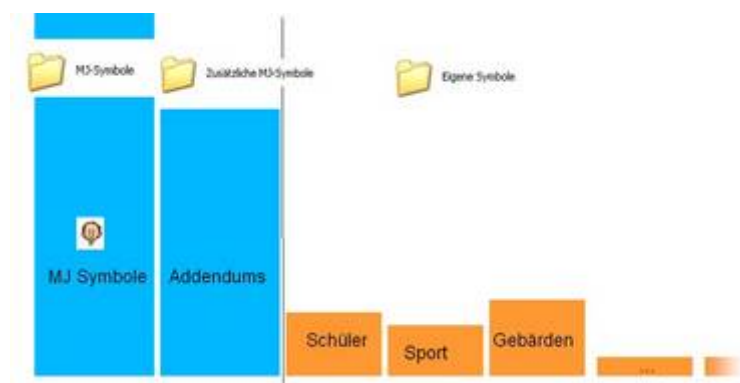 MJ-Symbole
Zusätzliche MJ-Symbole
Eigene Symbole
MJ Symbole
Addendums
Schüler
Sport
Gebärden
...